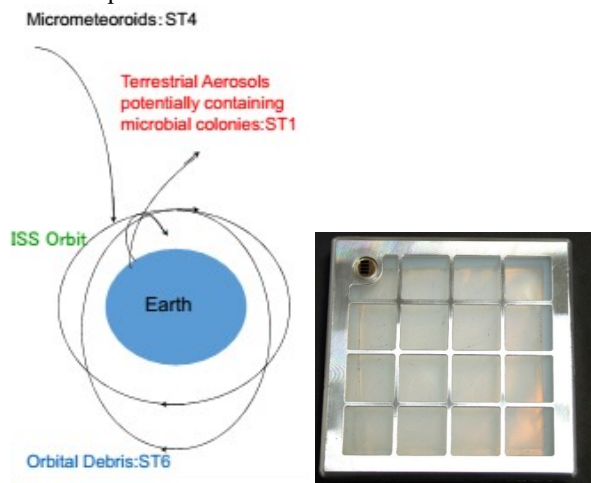 Micrometeoroids:ST4
Terrestrial Aerosols
potentially containing
microbial colonies:ST1
ISS Orbit
Earth
Orbital Debris:ST6